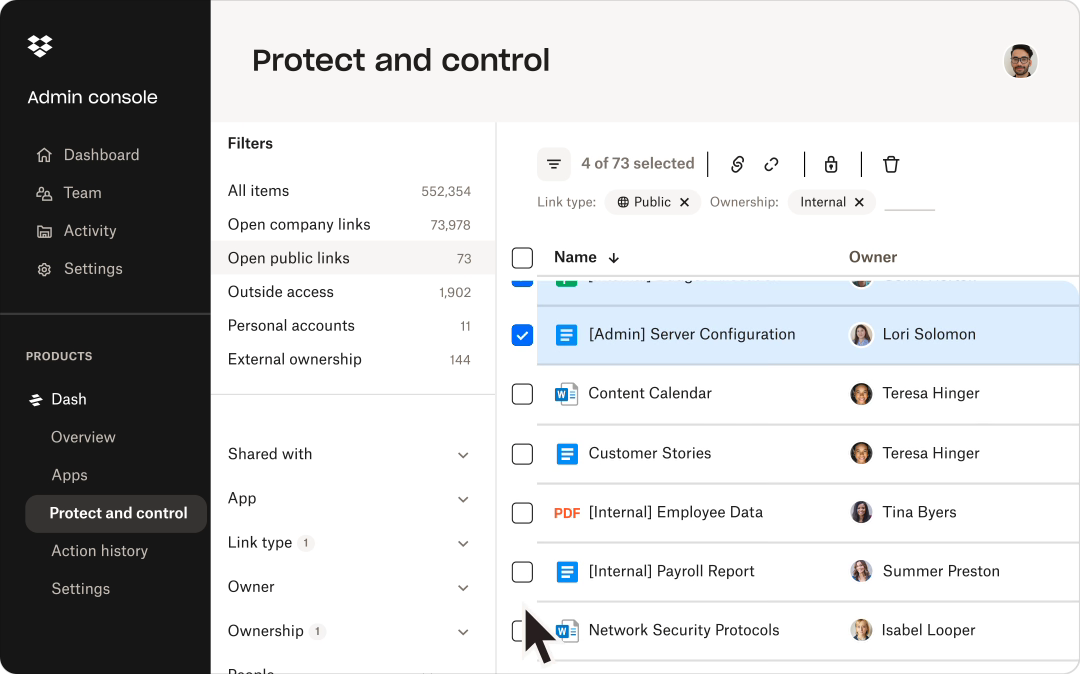 Admin console
Dashboard
Team
Activity
Settings
PRODUCTS
Dash
Overview
Apps
Protect and control
Action history
Settings
Protect and control
Filters
All items 552,354
Open company links 73,978
Open public links 73
Outside access 1,902
Personal accounts 11
External ownership 144
Shared with
App
Link type 1
Owner
Ownership 1
4 of 73 selected
Link type: Public Ownership: Internal
Name Owner
[Admin] Server Configuration Lori Solomon
W Content Calendar Teresa Hinger
Customer Stories Teresa Hinger
PDF [Internal] Employee Data Tina Byers
[Internal] Payroll Report Summer Preston
W Network Security Protocols Isabel Looper